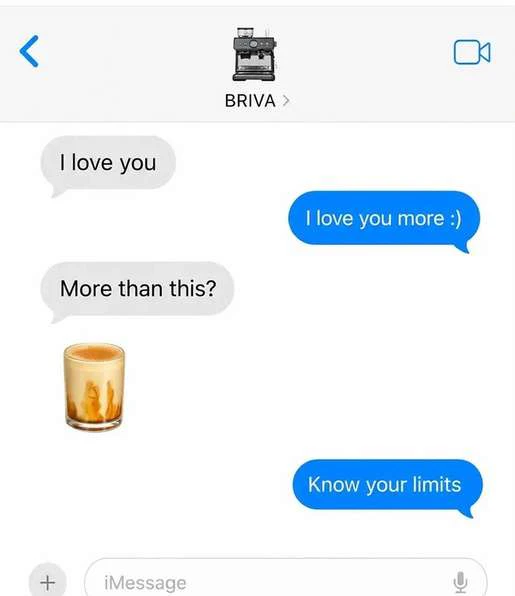 BRIVA
I love you
I love you more :)
More than this?
Know your limits
iMessage